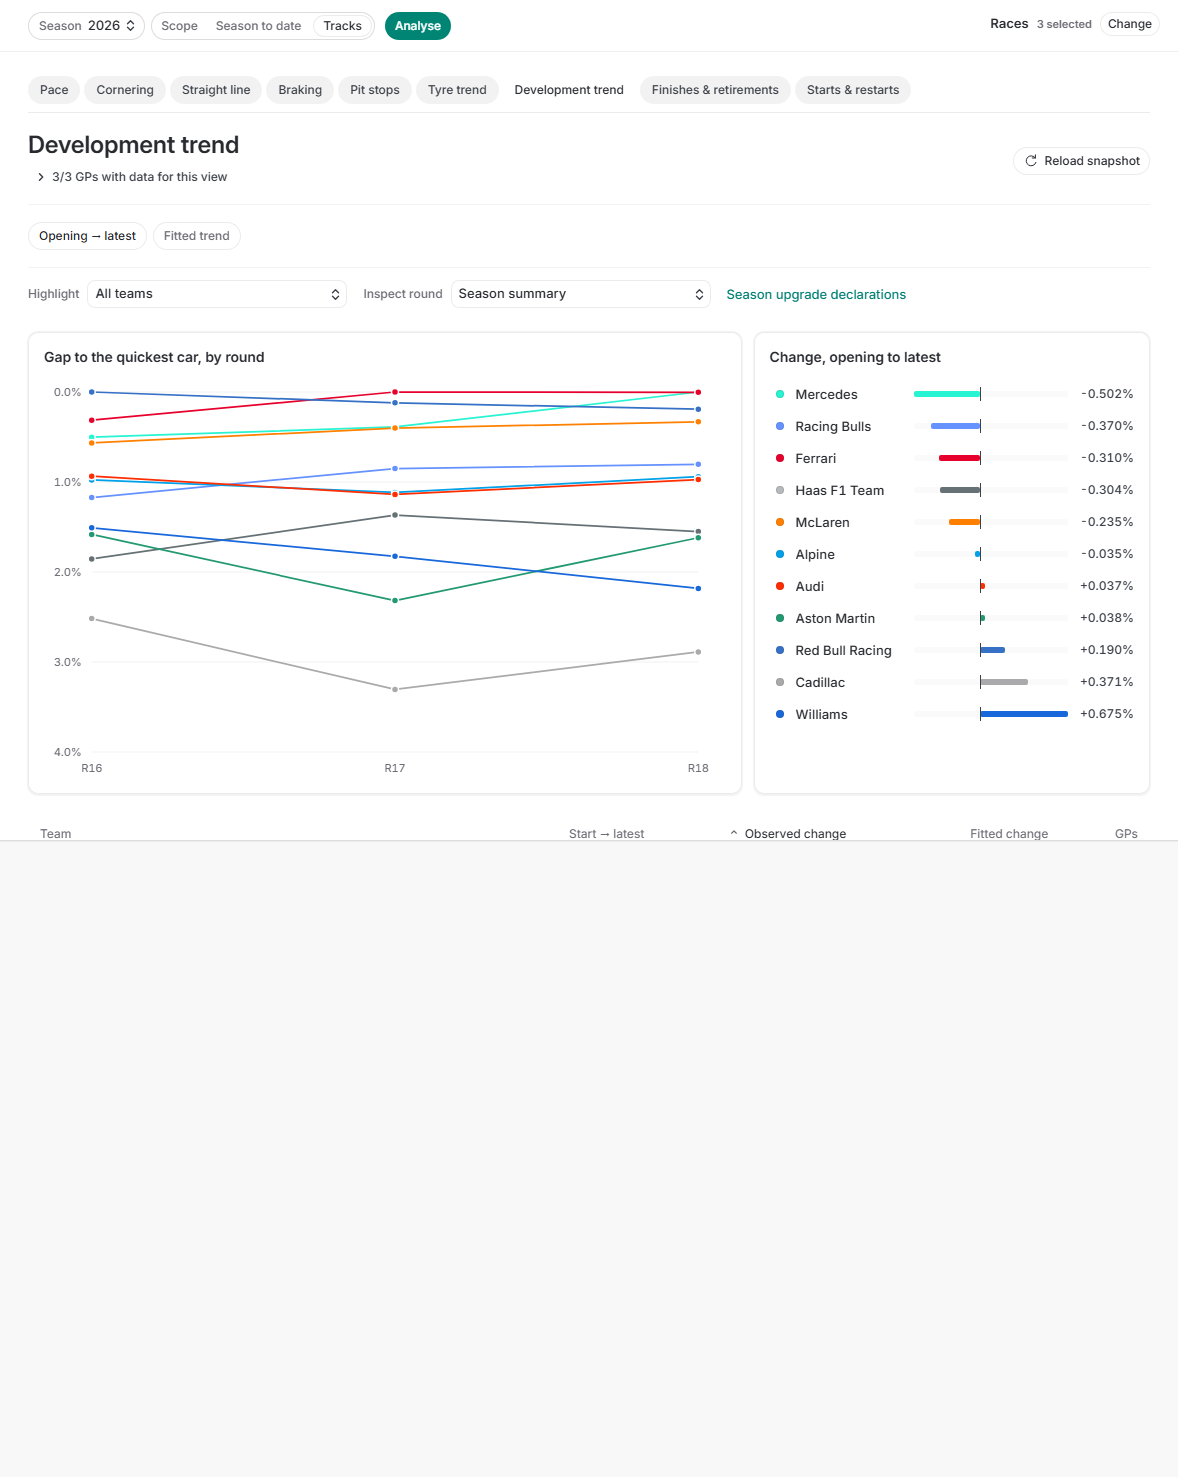 Season 2026 Scope Season to date Tracks Analyse Races 3 selected Change
Pace Cornering Straight line Braking Pit stops Tyre trend Development trend Finishes & retirements Starts & restarts
Development trend
3/3 GPs with data for this view
Reload snapshot
Opening → latest Fitted trend
Highlight All teams Inspect round Season summary Season upgrade declarations
Gap to the quickest car, by round
0.0%
1.0%
2.0%
3.0%
4.0%
R16 R17 R18
Change, opening to latest
Mercedes -0.502%
Racing Bulls -0.370%
Ferrari -0.310%
Haas F1 Team -0.304%
McLaren -0.235%
Alpine -0.035%
Audi +0.037%
Aston Martin +0.038%
Red Bull Racing +0.190%
Cadillac +0.371%
Williams +0.675%
Team Start → latest ^ Observed change Fitted change GPs